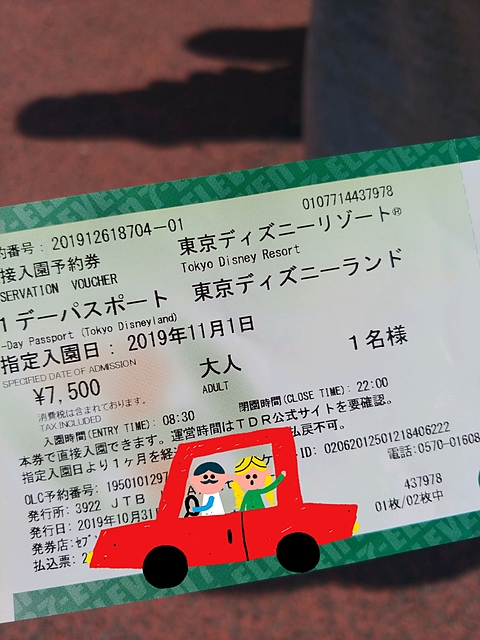 約番号：201912618704-01
0107714437978
接入園予約券
東京ディズニーリゾート®
SERVATION VOUCHER
Tokyo Disney Resort
1デーパスポート 東京ディズニーランド
-Day Passport (Tokyo Disneyland)
指定入園日：2019年11月1日
SPECIFIED DATE OF ADMISSION
大人 1名様
¥7,500
ADULT
消費税は含まれております。
TAX INCLUDED
閉園時間(CLOSE TIME): 22:00
入園時間(ENTRY TIME): 08:30
本券で直接入園できます。運営時間はTDR公式サイトを要確認。
指定入園日より1ヶ月を経 払戻不可。
OLC予約番号: 1950101297
ID: 02062012501218406222
発行所: 3922 JTB
電話:0570-01608
発行日: 2019年10月31
437978
発券店:セブ
01枚/02枚中
払込票: 2